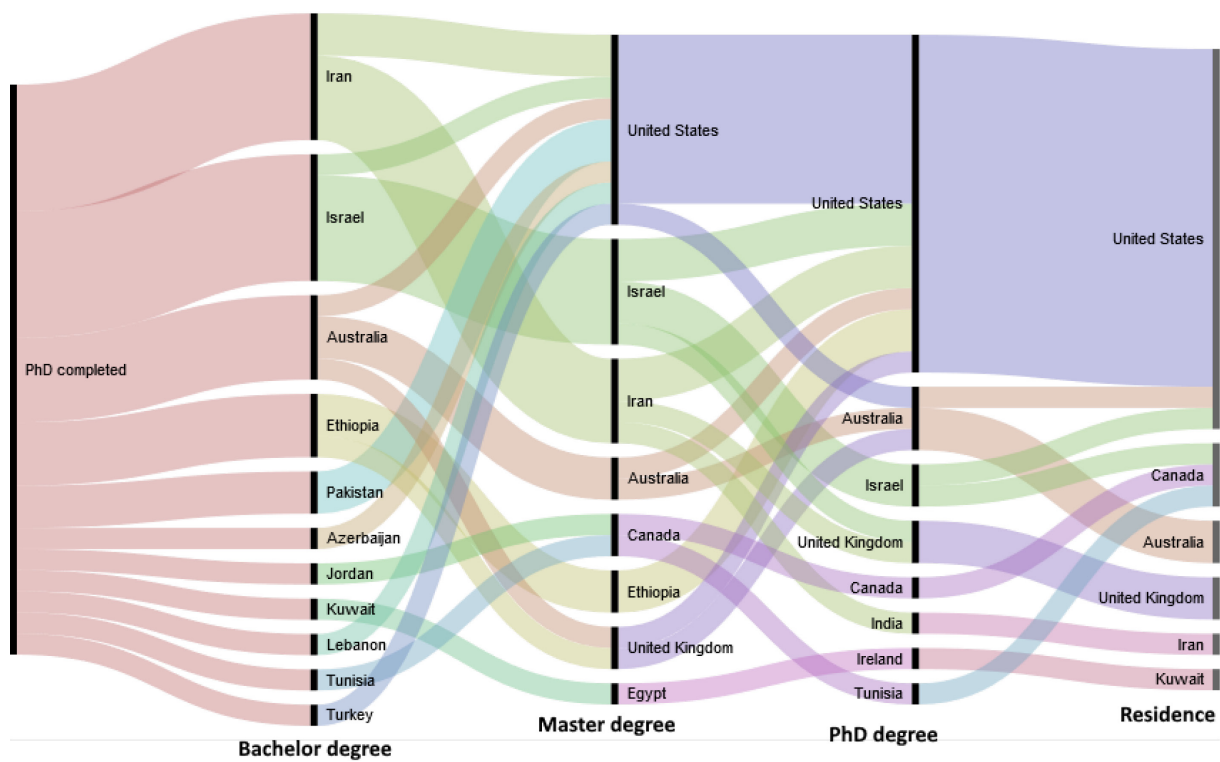 PhD completed
Iran
Israel
Australia
Ethiopia
Pakistan
Azerbaijan
Jordan
Kuwait
Lebanon
Tunisia
Turkey
Bachelor degree
United States
Israel
Iran
Australia
Canada
Ethiopia
United Kingdom
Egypt
Master degree
United States
Australia
Israel
United Kingdom
Canada
India
Ireland
Tunisia
PhD degree
United States
Canada
Australia
United Kingdom
Iran
Kuwait
Residence